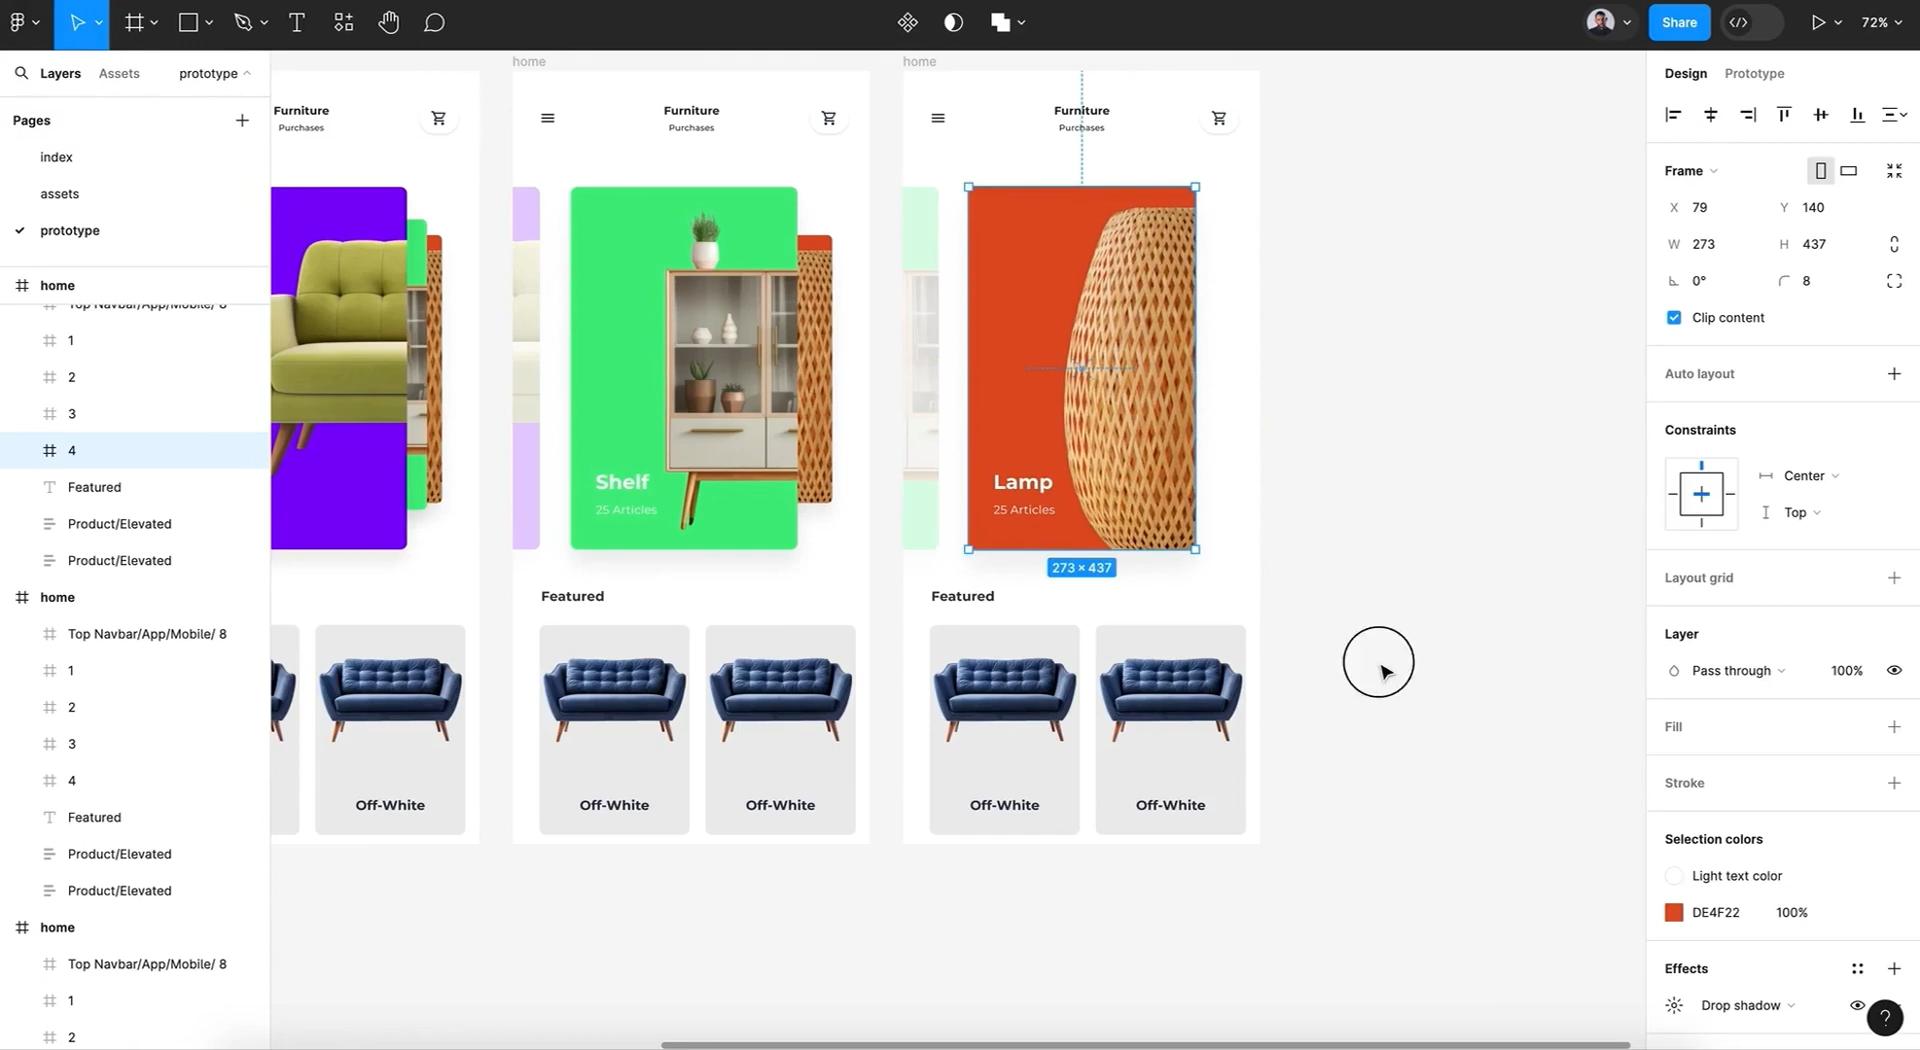 Share
72%
Layers
Assets
prototype
Pages
index
assets
prototype
home
Top Navbar/App/Mobile/ 8
1
2
3
4
Featured
Product/Elevated
Product/Elevated
home
Top Navbar/App/Mobile/ 8
1
2
3
4
Featured
Product/Elevated
Product/Elevated
home
Top Navbar/App/Mobile/ 8
1
2
Furniture
Purchases
Off-White
home
Furniture
Purchases
Shelf
25 Articles
Featured
Off-White
Off-White
home
Furniture
Purchases
Lamp
25 Articles
273 × 437
Featured
Off-White
Off-White
Design
Prototype
Frame
X 79
Y 140
W 273
H 437
0°
8
Clip content
Auto layout
Constraints
Center
Top
Layout grid
Layer
Pass through
100%
Fill
Stroke
Selection colors
Light text color
DE4F22
100%
Effects
Drop shadow
?